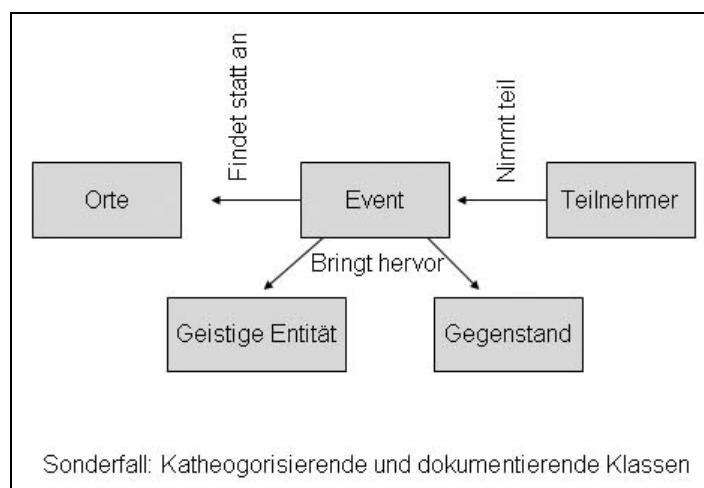 Findet statt an
Nimmt teil
Orte
Event
Teilnehmer
Bringt hervor
Geistige Entität
Gegenstand
Sonderfall: Katheogorisierende und dokumentierende Klassen